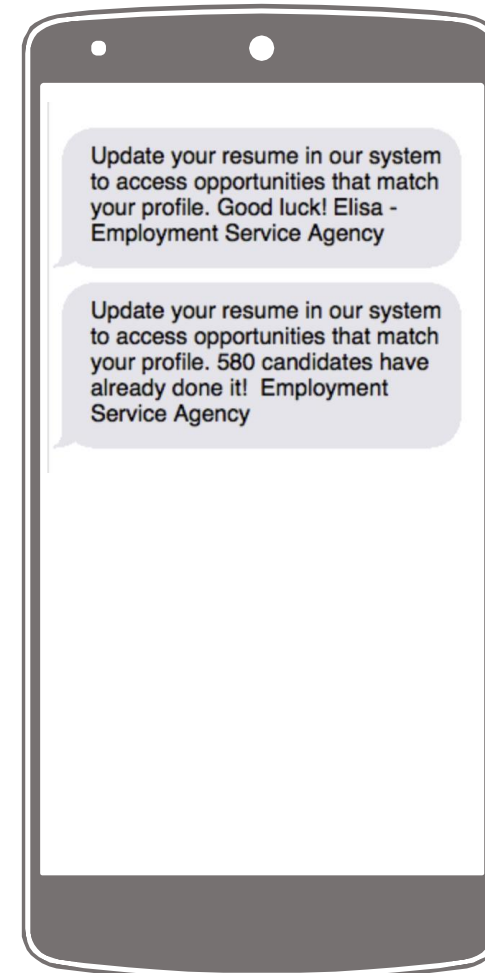 Update your resume in our system
to access opportunities that match
your profile. Good luck! Elisa -
Employment Service Agency
Update your resume in our system
to access opportunities that match
your profile. 580 candidates have
already done it!  Employment
Service Agency